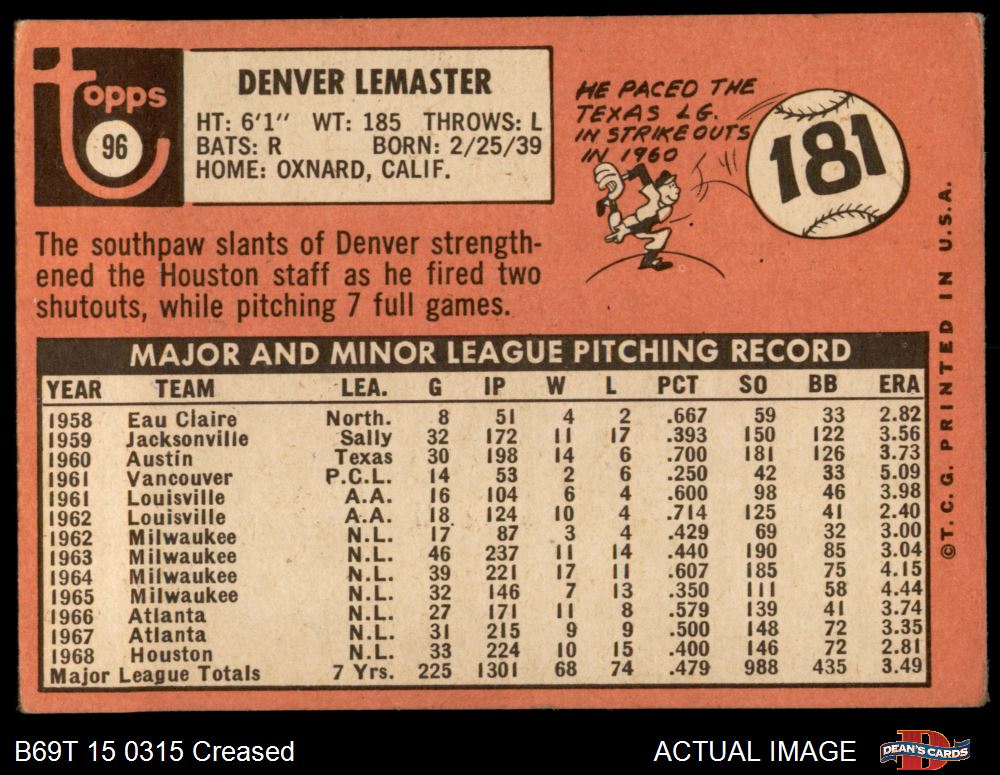 topps
96
DENVER LEMASTER
HT: 6'1" WT: 185 THROWS: L
BATS: R BORN: 2/25/39
HOME: OXNARD, CALIF.
HE PACED THE
TEXAS LG.
IN STRIKEOUTS
IN 1960
181
The southpaw slants of Denver strength-
ened the Houston staff as he fired two
shutouts, while pitching 7 full games.
MAJOR AND MINOR LEAGUE PITCHING RECORD
YEAR TEAM LEA. G IP W L PCT SO BB ERA
1958 Eau Claire North. 8 51 4 2 .667 59 33 2.82
1959 Jacksonville Sally 32 172 11 17 .393 150 122 3.56
1960 Austin Texas 30 198 14 6 .700 181 126 3.73
1961 Vancouver P.C.L. 14 53 2 6 .250 42 33 5.09
1961 Louisville A.A. 16 104 6 4 .600 98 46 3.98
1962 Louisville A.A. 18 124 10 4 .714 125 41 2.40
1962 Milwaukee N.L. 17 87 3 4 .429 69 32 3.00
1963 Milwaukee N.L. 46 237 11 14 .440 190 85 3.04
1964 Milwaukee N.L. 39 221 17 11 .607 185 75 4.15
1965 Milwaukee N.L. 32 146 7 13 .350 111 58 4.44
1966 Atlanta N.L. 27 171 11 8 .579 139 41 3.74
1967 Atlanta N.L. 31 215 9 9 .500 148 72 3.35
1968 Houston N.L. 33 224 10 15 .400 146 72 2.81
Major League Totals 7 Yrs. 225 1301 68 74 .479 988 435 3.49
©T.C.G. PRINTED IN U.S.A.
B69T 15 0315 Creased
ACTUAL IMAGE
DEAN'S CARDS